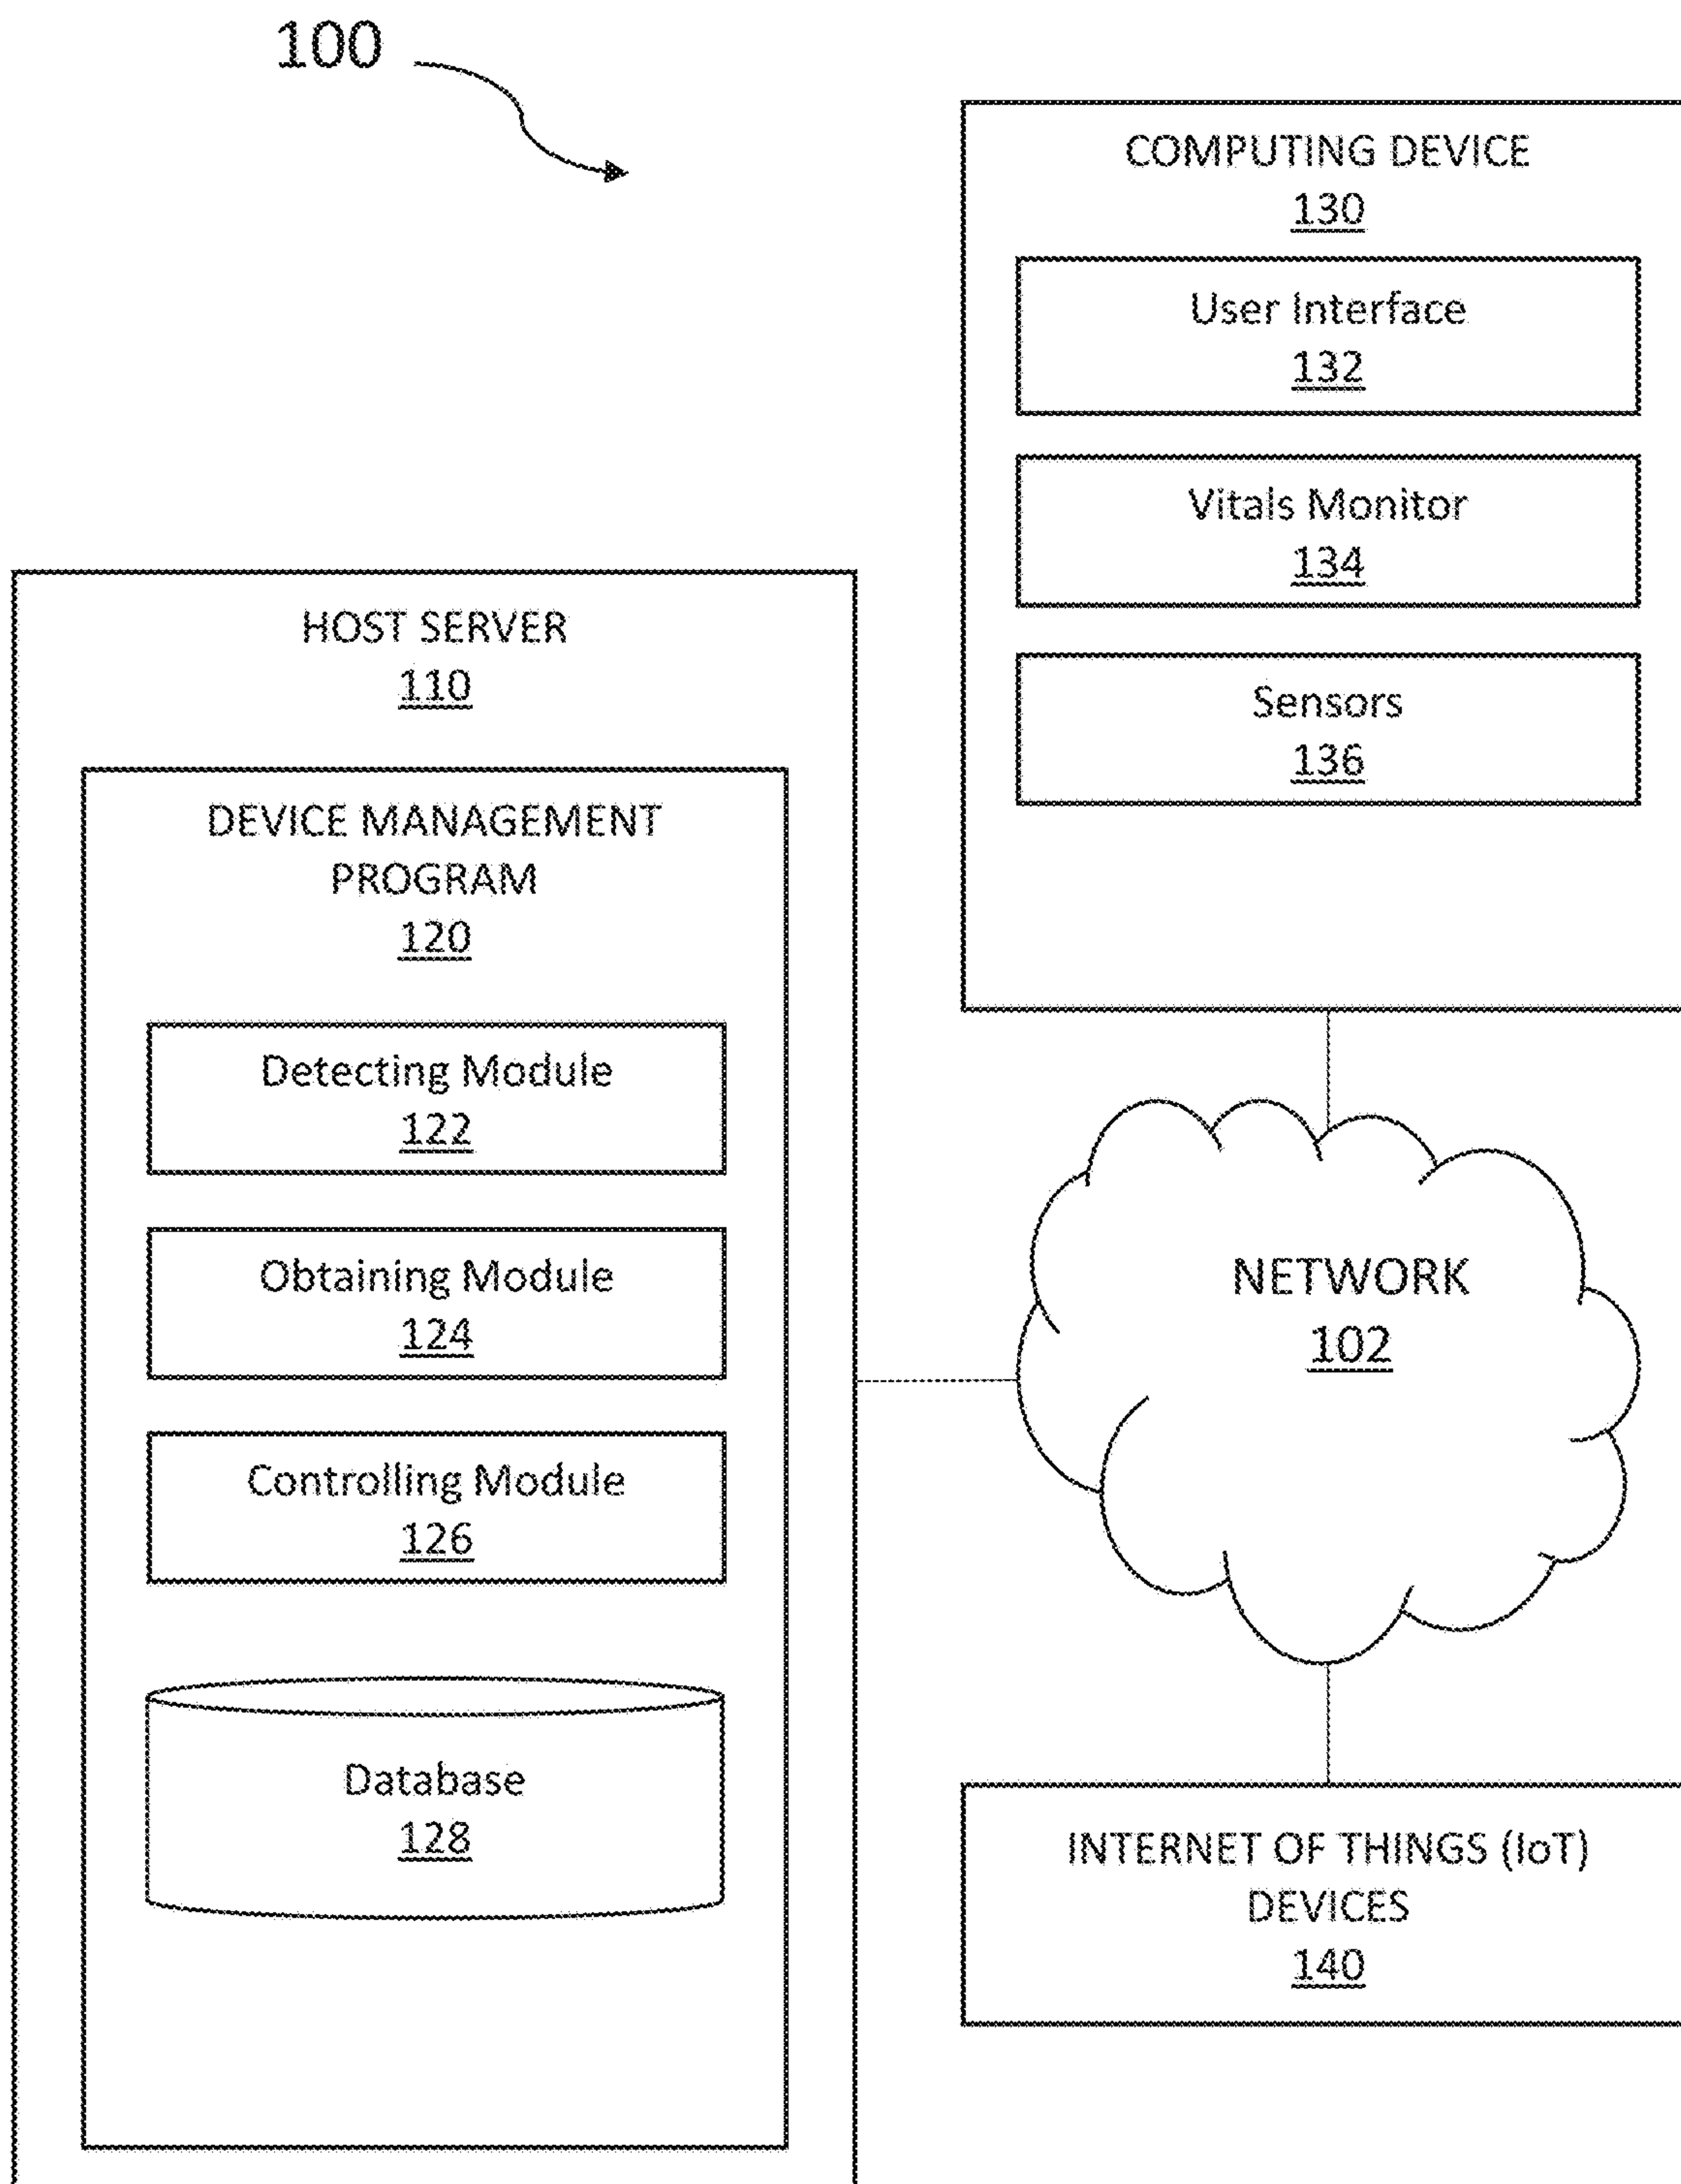 100
COMPUTING DEVICE
130
User Interface
132
Vitals Monitor
134
Sensors
136
HOST SERVER
110
DEVICE MANAGEMENT
PROGRAM
120
Detecting Module
122
Obtaining Module
124
Controlling Module
126
Database
128
NETWORK
102
INTERNET OF THINGS (IoT)
DEVICES
140